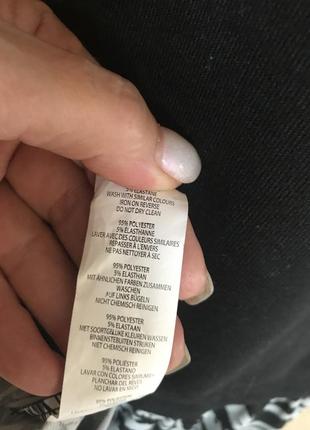 5% ELASTANE
WASH WITH SIMILAR COLOURS
IRON ON REVERSE
DO NOT DRY CLEAN
95% POLYESTER
5% ÉLASTHANNE
LAVER AVEC DES COULEURS SIMILAIRES
REPASSER À L'ENVERS
NE PAS NETTOYER À SEC
95% POLYESTER
5% ELASTHAN
MIT ÄHNLICHEN FARBEN ZUSAMMEN
WASCHEN
AUF LINKS BÜGELN
NICHT CHEMISCH REINIGEN
95% POLYESTER
5% ELASTAAN
MET SOORTGELIJKE KLEUREN WASSEN
BINNENSTEBUITEN STRIJKEN
NIET CHEMISCH REINIGEN
95% POLIÉSTER
5% ELASTANO
LAVAR CON COLORES SIMILARES
PLANCHAR DEL REVÉS
NO LAVAR EN SECO
95%